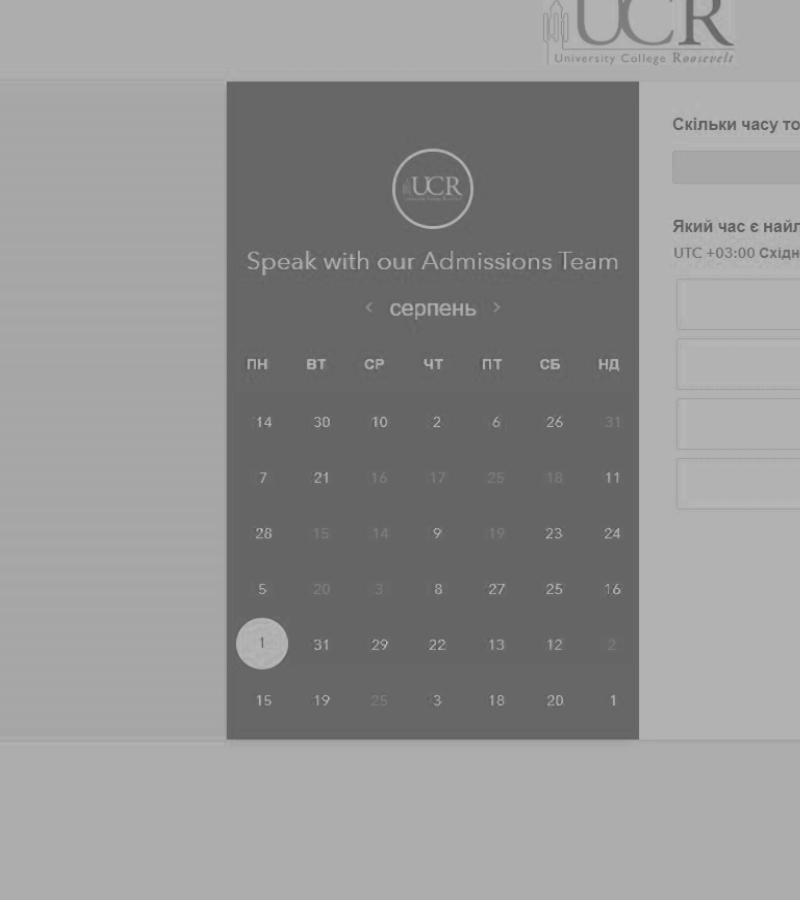 UCR
University College Roosevelt
UCR
Speak with our Admissions Team
< серпень >
ПН ВТ СР ЧТ ПТ СБ НД
14 30 10 2 6 26 31
7 21 16 17 25 18 11
28 15 14 9 19 23 24
5 20 3 8 27 25 16
1 31 29 22 13 12 2
15 19 25 3 18 20 1
Скільки часу то
Який час є найл
UTC +03:00 Східн